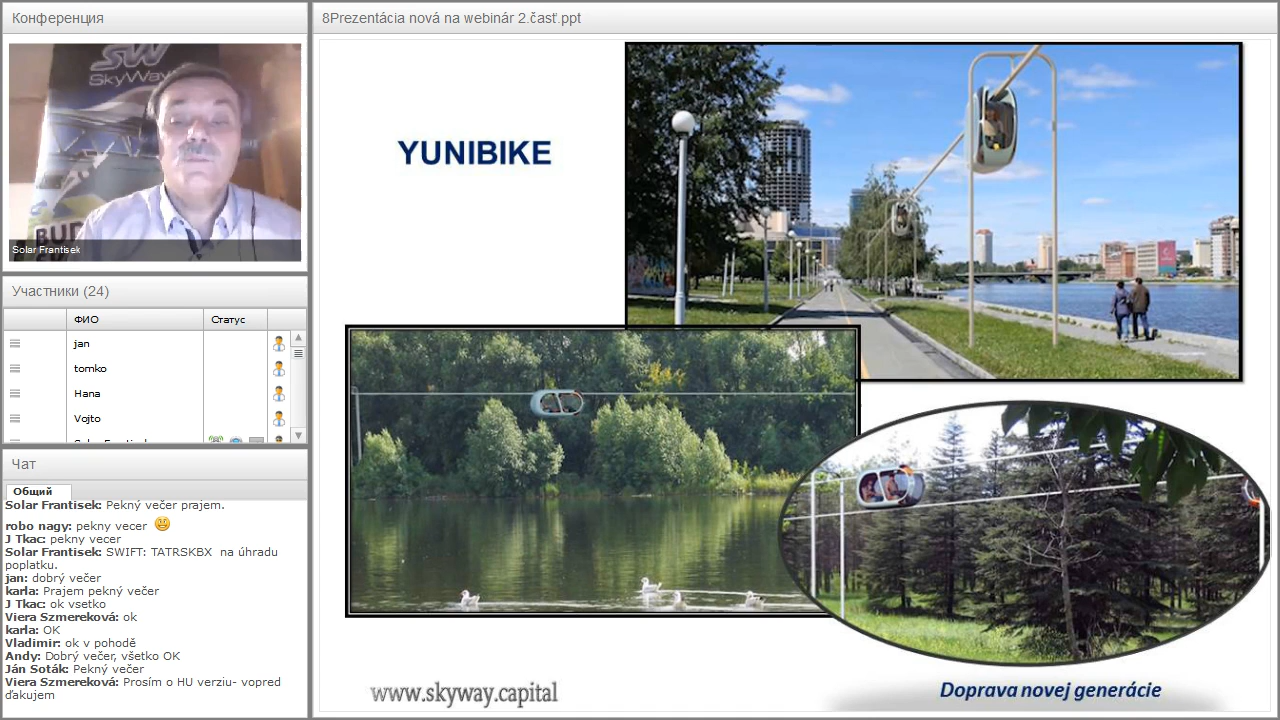 Конференция
8Prezentácia nová na webinár 2.časť.ppt
SW
SkyWay
BUD
Solar Frantisek
Участники (24)
ФИО
Статус
jan
tomko
Hana
Vojto
Solar Frantisek
Чат
Общий
Solar Frantisek: Pekný večer prajem.
robo nagy: pekny vecer
J Tkac: pekny vecer
Solar Frantisek: SWIFT: TATRSKBX na úhradu
poplatku.
jan: dobrý večer
karla: Prajem pekný večer
J Tkac: ok vsetko
Viera Szmereková: ok
karla: OK
Vladimir: ok v pohodě
Andy: Dobrý večer, všetko OK
Ján Soták: Pekný večer
Viera Szmereková: Prosím o HU verziu- vopred
ďakujem
YUNIBIKE
www.skyway.capital
Doprava novej generácie